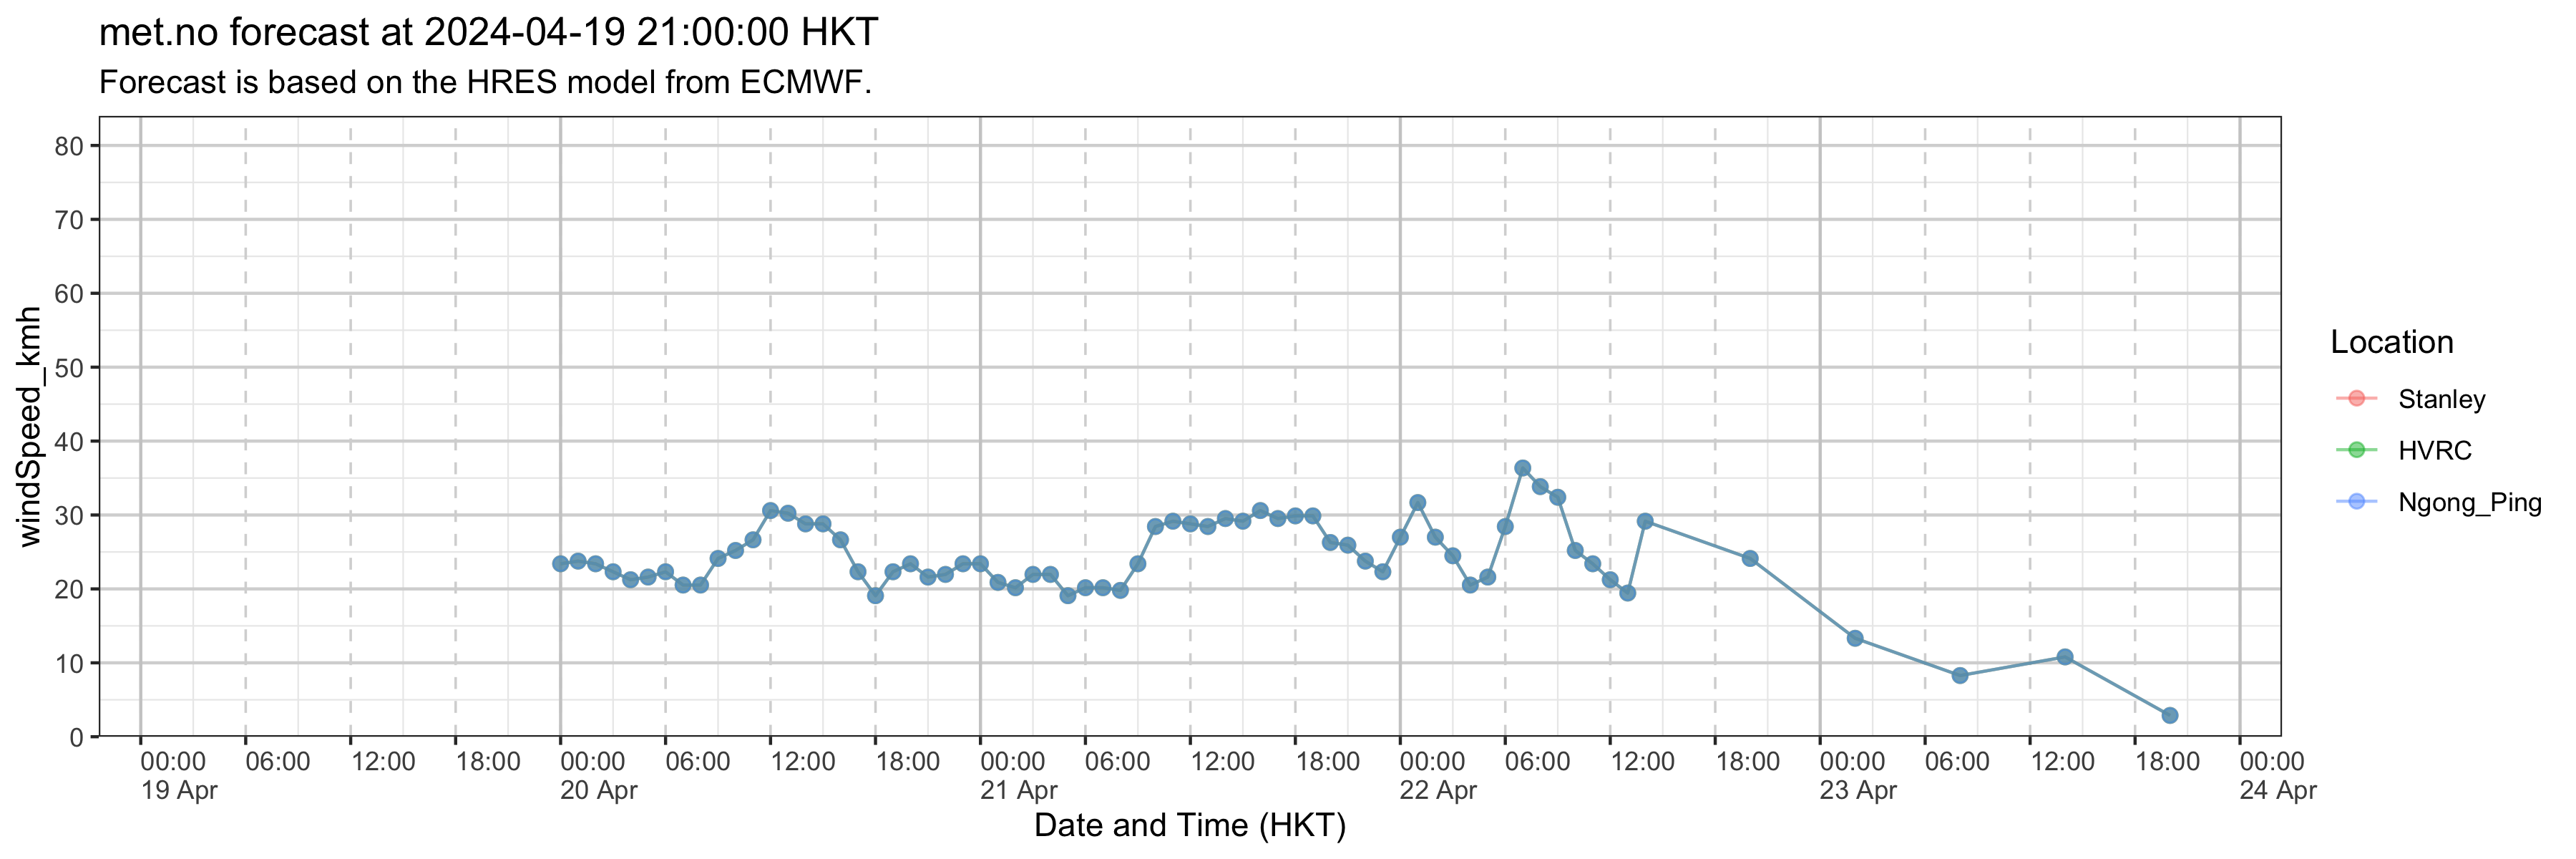 met.no forecast at 2024-04-19 21:00:00 HKT
Forecast is based on the HRES model from ECMWF.
windSpeed_kmh
80
70
60
50
40
30
20
10
0
00:00 06:00 12:00 18:00 00:00 06:00 12:00 18:00 00:00 06:00 12:00 18:00 00:00 06:00 12:00 18:00 00:00 06:00 12:00 18:00 00:00
19 Apr 20 Apr 21 Apr 22 Apr 23 Apr 24 Apr
Date and Time (HKT)
Location
Stanley
HVRC
Ngong_Ping